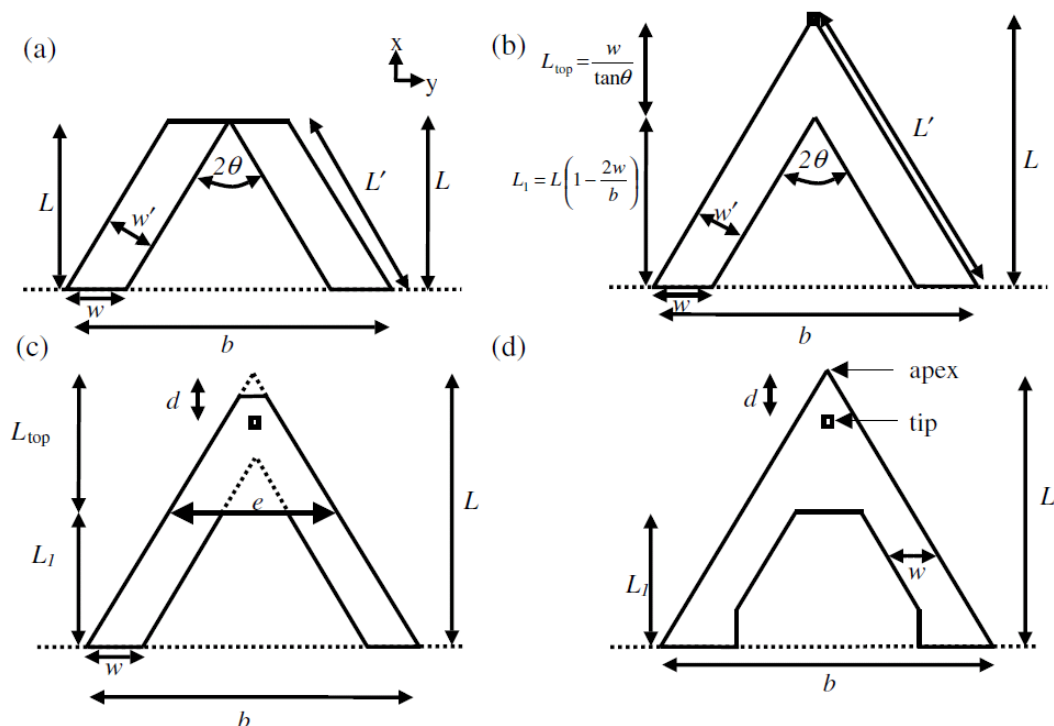 (a)
x
y
L
w'
2θ
L'
L
w
b
(b)
L_top = w/tanθ
L_1 = L(1 − 2w/b)
w'
2θ
L'
L
w
b
(c)
d
L_top
e
L
L_1
w
b
(d)
apex
d
tip
L
L_1
w
b